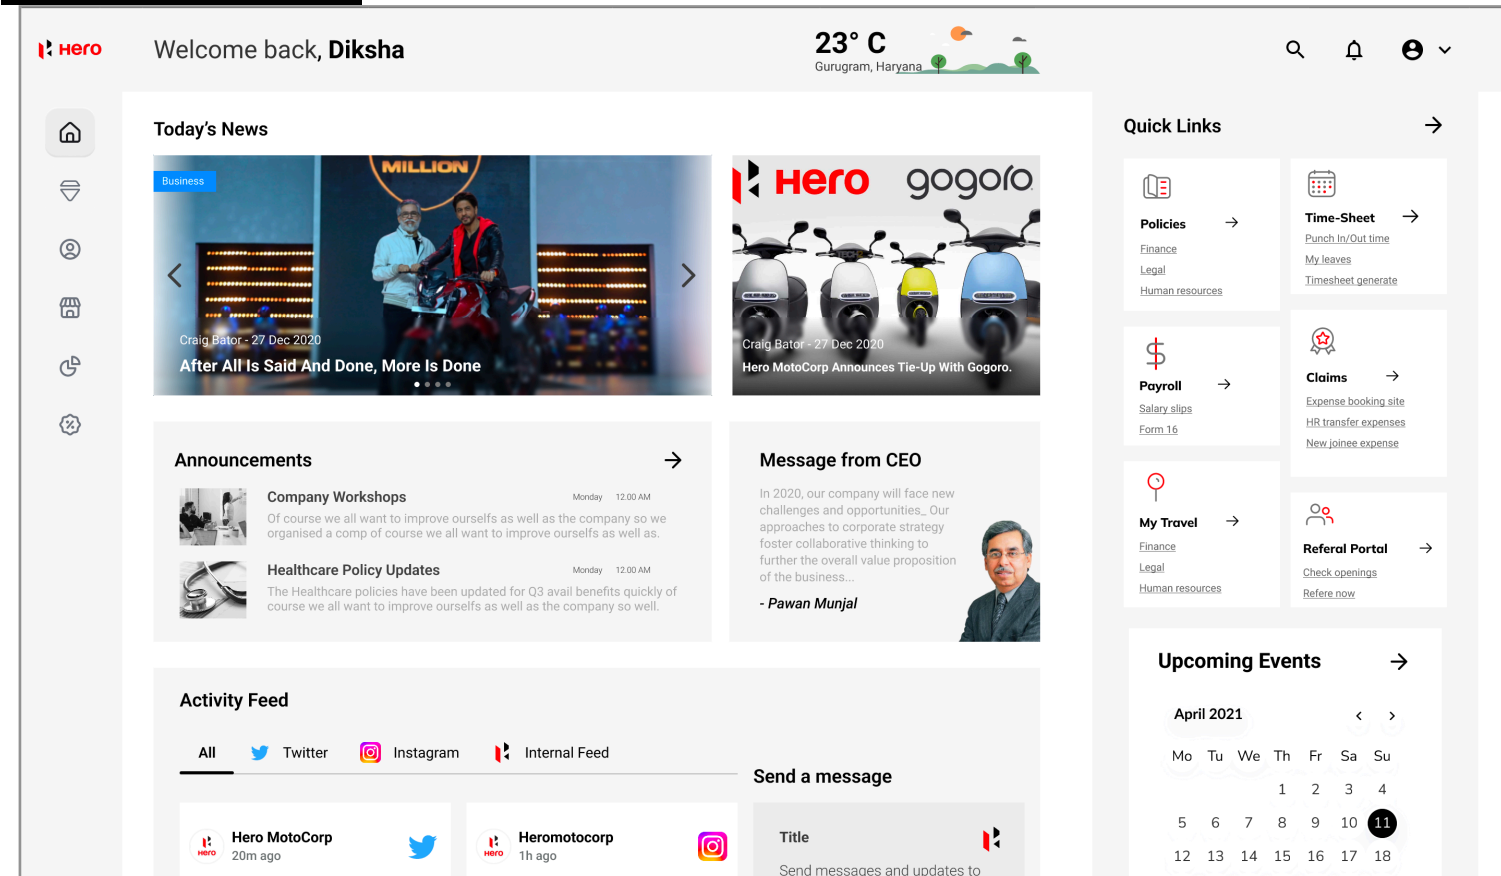 Hero
Welcome back, Diksha
23° C
Gurugram, Haryana
Today's News
Business
MILLION
Craig Bator - 27 Dec 2020
After All Is Said And Done, More Is Done
Hero gogoro
Craig Bator - 27 Dec 2020
Hero MotoCorp Announces Tie-Up With Gogoro.
Announcements
Company Workshops
Monday 12.00 AM
Of course we all want to improve ourselfs as well as the company so we
organised a comp of course we all want to improve ourselfs as well as.
Healthcare Policy Updates
Monday 12.00 AM
The Healthcare policies have been updated for Q3 avail benefits quickly of
course we all want to improve ourselfs as well as the company so well.
Message from CEO
In 2020, our company will face new
challenges and opportunities_ Our
approaches to corporate strategy
foster collaborative thinking to
further the overall value proposition
of the business...
- Pawan Munjal
Activity Feed
All Twitter Instagram Internal Feed
Hero
Hero MotoCorp
20m ago
Hero
Heromotocorp
1h ago
Send a message
Title
Send messages and updates to
Quick Links
Policies
Finance
Legal
Human resources
Time-Sheet
Punch In/Out time
My leaves
Timesheet generate
Payroll
Salary slips
Form 16
Claims
Expense booking site
HR transfer expenses
New joinee expense
My Travel
Finance
Legal
Human resources
Referal Portal
Check openings
Refere now
Upcoming Events
April 2021
Mo Tu We Th Fr Sa Su
1 2 3 4
5 6 7 8 9 10 11
12 13 14 15 16 17 18